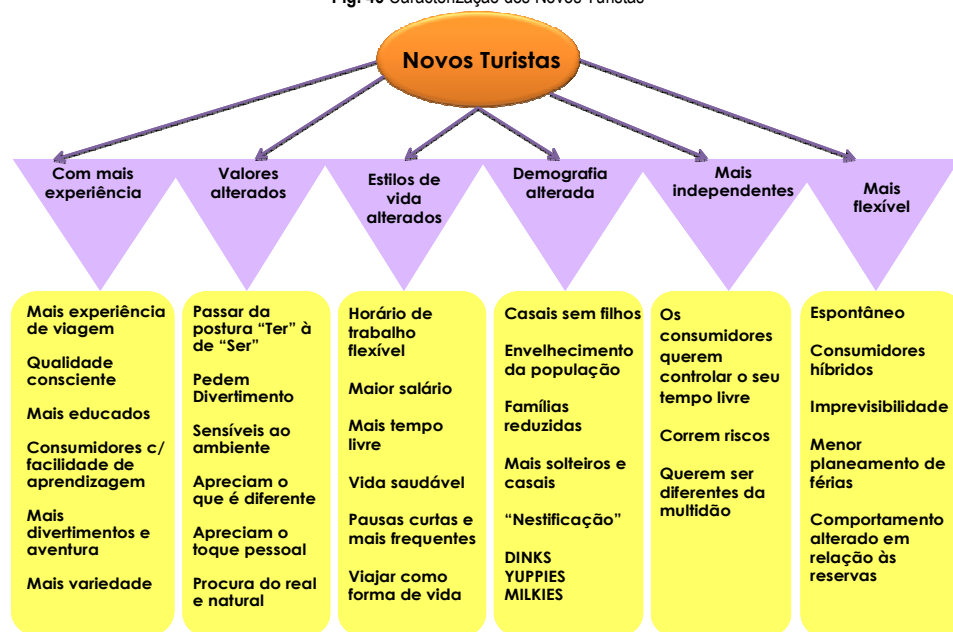 Novos Turistas
Com mais
experiência
Valores
alterados
Estilos de
vida
alterados
Demografia
alterada
Mais
independentes
Mais
flexível
Mais experiência
de viagem
Qualidade
consciente
Mais educados
Consumidores c/
facilidade de
aprendizagem
Mais
divertimentos e
aventura
Mais variedade
Passar da
postura “Ter” à
de “Ser”
Pedem
Divertimento
Sensíveis ao
ambiente
Apreciam o
que é diferente
Apreciam o
toque pessoal
Procura do real
e natural
Horário de
trabalho
flexível
Maior salário
Mais tempo
livre
Vida saudável
Pausas curtas e
mais frequentes
Viajar como
forma de vida
Casais sem filhos
Envelhecimento
da população
Famílias
reduzidas
Mais solteiros e
casais
“Nestificação”
DINKS
YUPPIES
MILKIES
Os
consumidores
querem
controlar o seu
tempo livre
Correm riscos
Querem ser
diferentes da
multidão
Espontâneo
Consumidores
híbridos
Imprevisibilidade
Menor
planeamento de
férias
Comportamento
alterado em
relação às
reservas